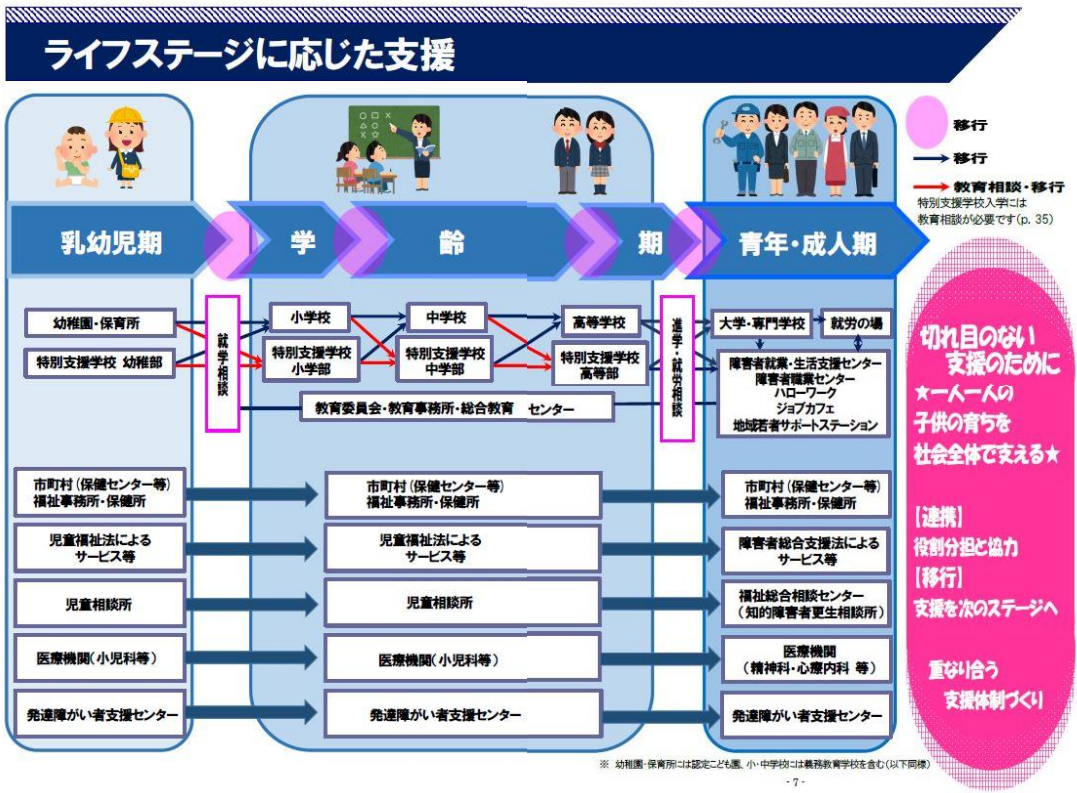 ライフステージに応じた支援
移行
移行
教育相談・移行
特別支援学校入学には
教育相談が必要です(p. 35)
乳幼児期
学
齢
期
青年・成人期
幼稚園・保育所
特別支援学校 幼稚部
就学相談
小学校
特別支援学校
小学部
中学校
特別支援学校
中学部
高等学校
特別支援学校
高等部
進学・就労相談
大学・専門学校
就労の場
障害者就業・生活支援センター
障害者職業センター
ハローワーク
ジョブカフェ
地域若者サポートステーション
教育委員会・教育事務所・総合教育 センター
市町村(保健センター等)
福祉事務所・保健所
市町村(保健センター等)
福祉事務所・保健所
市町村(保健センター等)
福祉事務所・保健所
児童福祉法による
サービス等
児童福祉法による
サービス等
障害者総合支援法による
サービス等
児童相談所
児童相談所
福祉総合相談センター
(知的障害者更生相談所)
医療機関(小児科等)
医療機関(小児科等)
医療機関
(精神科・心療内科 等)
発達障がい者支援センター
発達障がい者支援センター
発達障がい者支援センター
切れ目のない
支援のために
★一人一人の
子供の育ちを
社会全体で支える★
【連携】
役割分担と協力
【移行】
支援を次のステージへ
重なり合う
支援体制づくり
※ 幼稚園・保育所には認定こども園、小・中学校には義務教育学校を含む(以下同様)
- 7 -